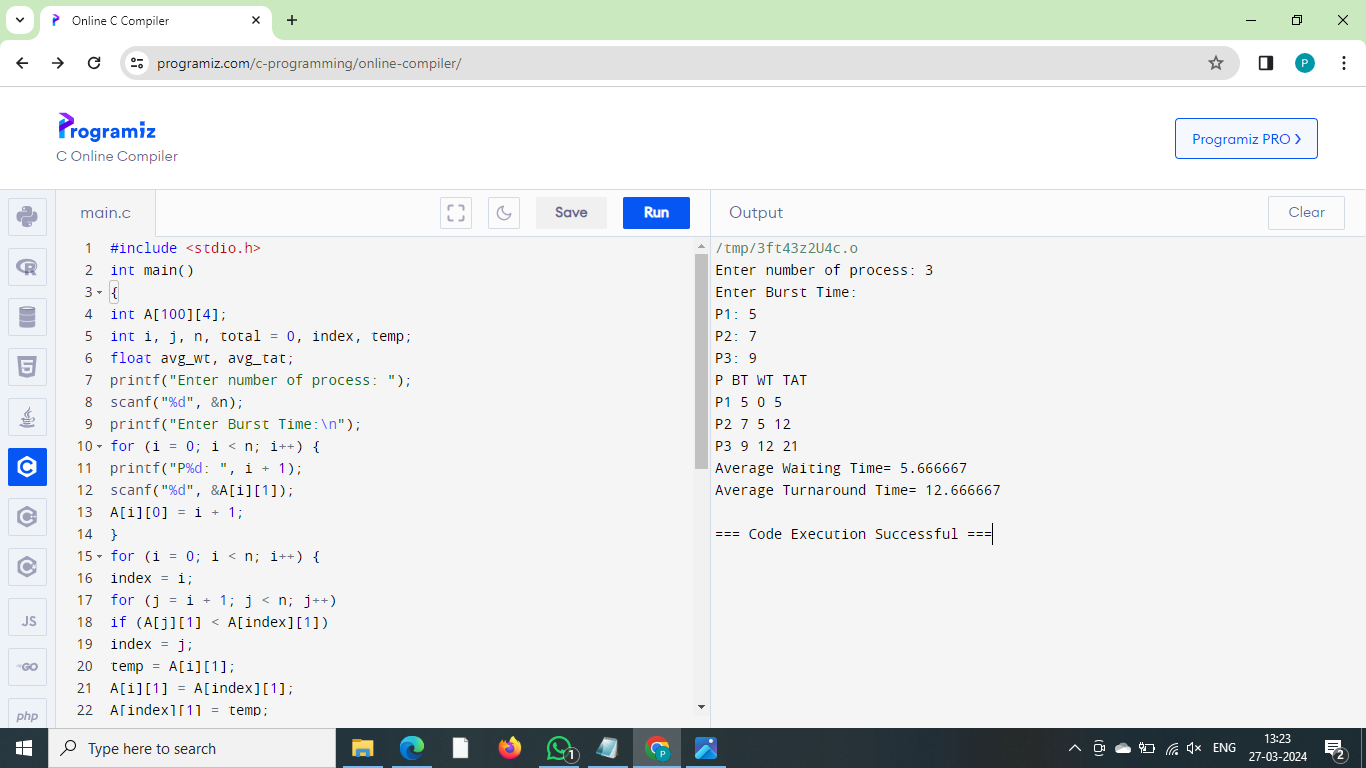 Online C Compiler
programiz.com/c-programming/online-compiler/
P
Programiz
C Online Compiler
Programiz PRO
main.c
Save
Run
Output
Clear
1 #include <stdio.h>
2 int main()
3 {
4 int A[100][4];
5 int i, j, n, total = 0, index, temp;
6 float avg_wt, avg_tat;
7 printf("Enter number of process: ");
8 scanf("%d", &n);
9 printf("Enter Burst Time:\n");
10 for (i = 0; i < n; i++) {
11 printf("P%d: ", i + 1);
12 scanf("%d", &A[i][1]);
13 A[i][0] = i + 1;
14 }
15 for (i = 0; i < n; i++) {
16 index = i;
17 for (j = i + 1; j < n; j++)
18 if (A[j][1] < A[index][1])
19 index = j;
20 temp = A[i][1];
21 A[i][1] = A[index][1];
22 A[index][1] = temp;
/tmp/3ft43z2U4c.o
Enter number of process: 3
Enter Burst Time:
P1: 5
P2: 7
P3: 9
P BT WT TAT
P1 5 0 5
P2 7 5 12
P3 9 12 21
Average Waiting Time= 5.666667
Average Turnaround Time= 12.666667
=== Code Execution Successful ===
R
5
C
C
C
JS
GO
php
Type here to search
1
P
ENG
13:23
27-03-2024
2